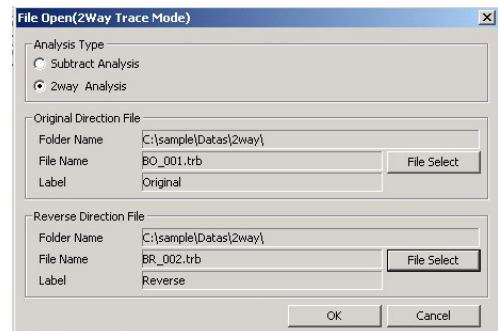 File Open(2Way Trace Mode)
Analysis Type
Subtract Analysis
2way Analysis
Original Direction File
Folder Name C:\sample\Datas\2way\
File Name BO_001.trb File Select
Label Original
Reverse Direction File
Folder Name C:\sample\Datas\2way\
File Name BR_002.trb File Select
Label Reverse
OK Cancel